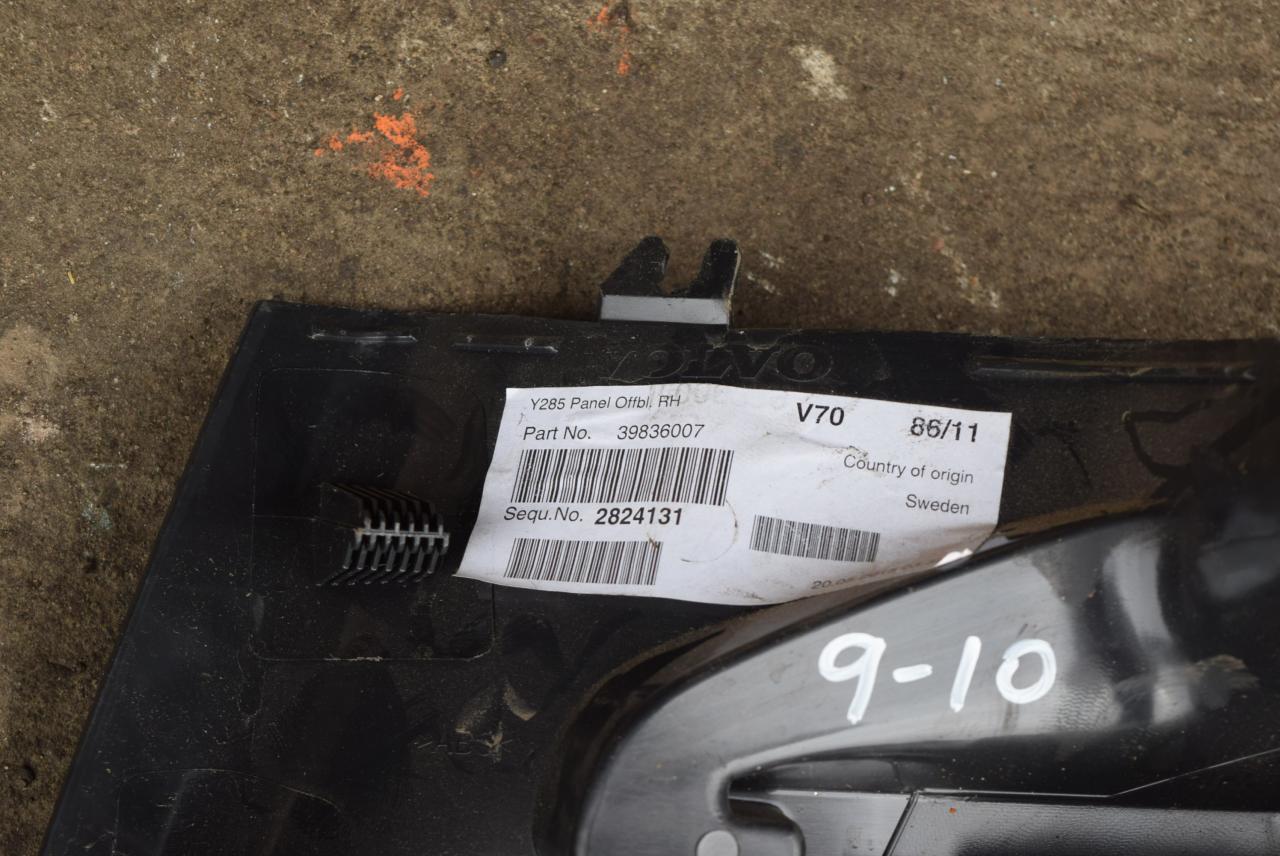 Y285 Panel Offbl. RH V70 86/11
Part No. 39836007
Country of origin
Sweden
Sequ.No. 2824131
9-10